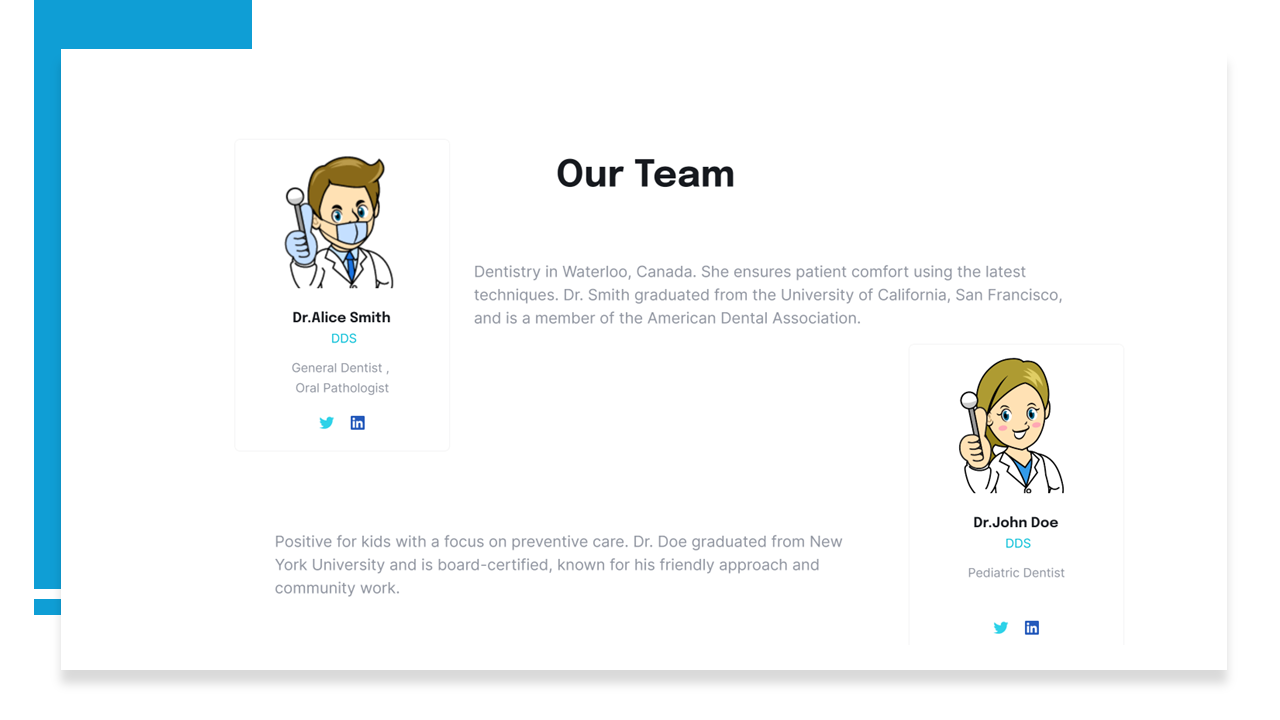 Our Team
Dr.Alice Smith
DDS
General Dentist ,
Oral Pathologist
Dentistry in Waterloo, Canada. She ensures patient comfort using the latest
techniques. Dr. Smith graduated from the University of California, San Francisco,
and is a member of the American Dental Association.
Dr.John Doe
DDS
Pediatric Dentist
Positive for kids with a focus on preventive care. Dr. Doe graduated from New
York University and is board-certified, known for his friendly approach and
community work.